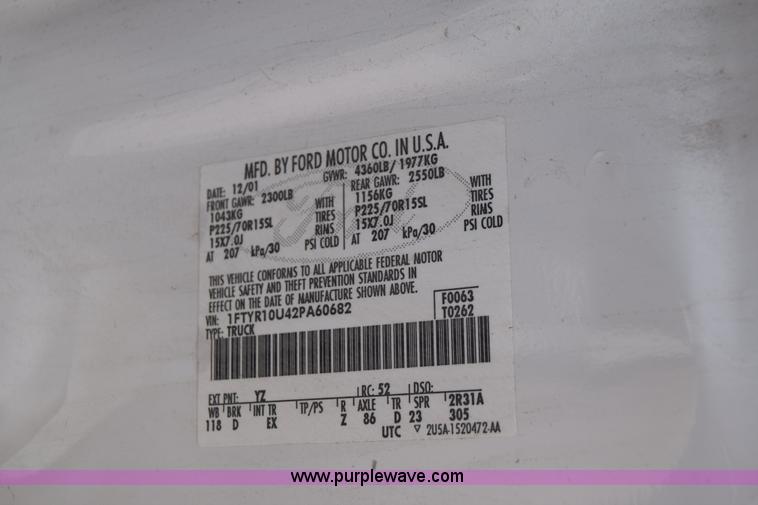 MFD. BY FORD MOTOR CO. IN U.S.A.
DATE: 12/01 GVWR: 4360LB/ 1977KG
FRONT GAWR: 2300LB REAR GAWR: 2550LB
1043KG WITH 1156KG WITH
P225/70R15SL TIRES P225/70R15SL TIRES
15X7.0J RIMS 15X7.0J RIMS
AT 207 kPa/30 PSI COLD AT 207 kPa/30 PSI COLD
THIS VEHICLE CONFORMS TO ALL APPLICABLE FEDERAL MOTOR
VEHICLE SAFETY AND THEFT PREVENTION STANDARDS IN
EFFECT ON THE DATE OF MANUFACTURE SHOWN ABOVE.
VIN: 1FTYR10U42PA60682 F0063
TYPE: TRUCK T0262
EXT PNT: YZ RC: 52 DSO:
WB BRK INT TR TP/PS R AXLE TR SPR 2R31A
118 D EX Z 86 D 23 305
UTC ▽ 2U5A-1520472-AA
www.purplewave.com